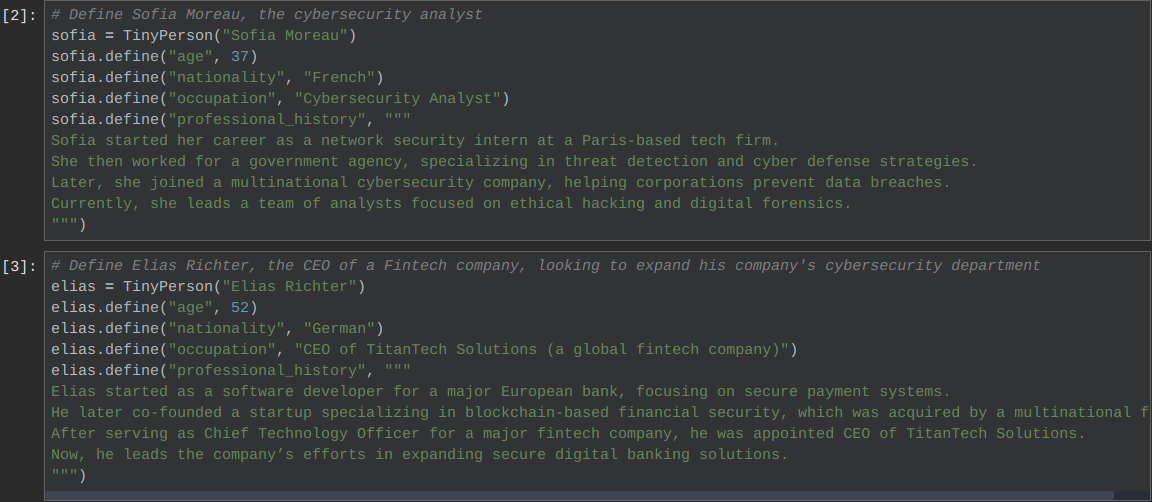 [2]: # Define Sofia Moreau, the cybersecurity analyst
sofia = TinyPerson("Sofia Moreau")
sofia.define("age", 37)
sofia.define("nationality", "French")
sofia.define("occupation", "Cybersecurity Analyst")
sofia.define("professional_history", """
Sofia started her career as a network security intern at a Paris-based tech firm.
She then worked for a government agency, specializing in threat detection and cyber defense strategies.
Later, she joined a multinational cybersecurity company, helping corporations prevent data breaches.
Currently, she leads a team of analysts focused on ethical hacking and digital forensics.
""")
[3]: # Define Elias Richter, the CEO of a Fintech company, looking to expand his company's cybersecurity department
elias = TinyPerson("Elias Richter")
elias.define("age", 52)
elias.define("nationality", "German")
elias.define("occupation", "CEO of TitanTech Solutions (a global fintech company)")
elias.define("professional_history", """
Elias started as a software developer for a major European bank, focusing on secure payment systems.
He later co-founded a startup specializing in blockchain-based financial security, which was acquired by a multinational f
After serving as Chief Technology Officer for a major fintech company, he was appointed CEO of TitanTech Solutions.
Now, he leads the company’s efforts in expanding secure digital banking solutions.
""")